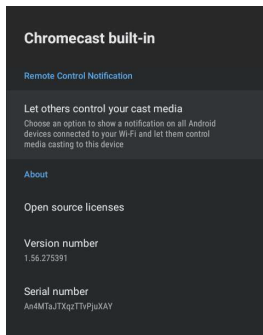 Chromecast built-in
Remote Control Notification
Let others control your cast media
Choose an option to show a notification on all Android
devices connected to your Wi-Fi and let them control
media casting to this device
About
Open source licenses
Version number
1.56.275391
Serial number
An4MTaJTXqzTTvPjuXAY